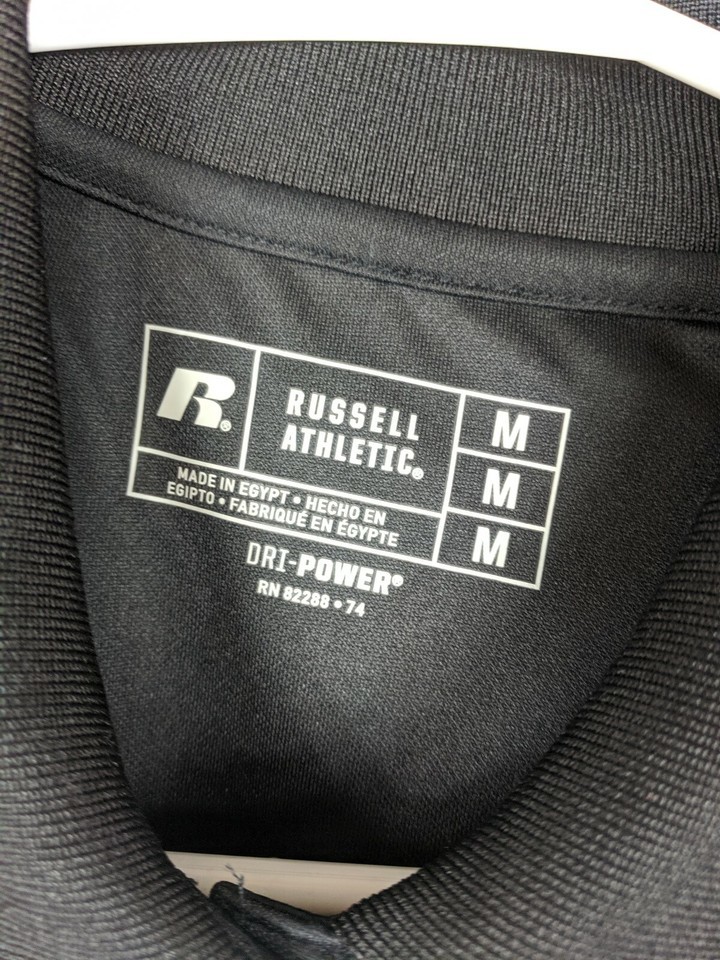 R®
RUSSELL
ATHLETIC®
M
M
M
MADE IN EGYPT • HECHO EN
EGIPTO • FABRIQUÉ EN ÉGYPTE
DRI-POWER®
RN 82288 • 74